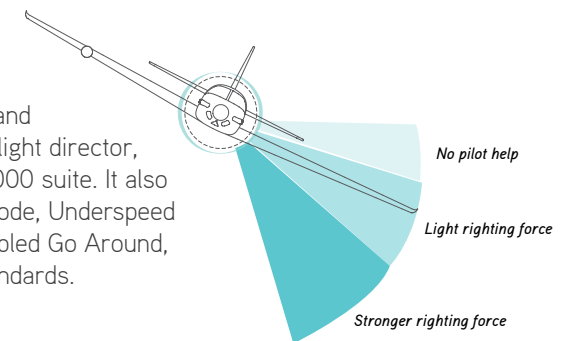 and
light director,
000 suite. It also
ode, Underspeed
pled Go Around,
ndards.
No pilot help
Light righting force
Stronger righting force